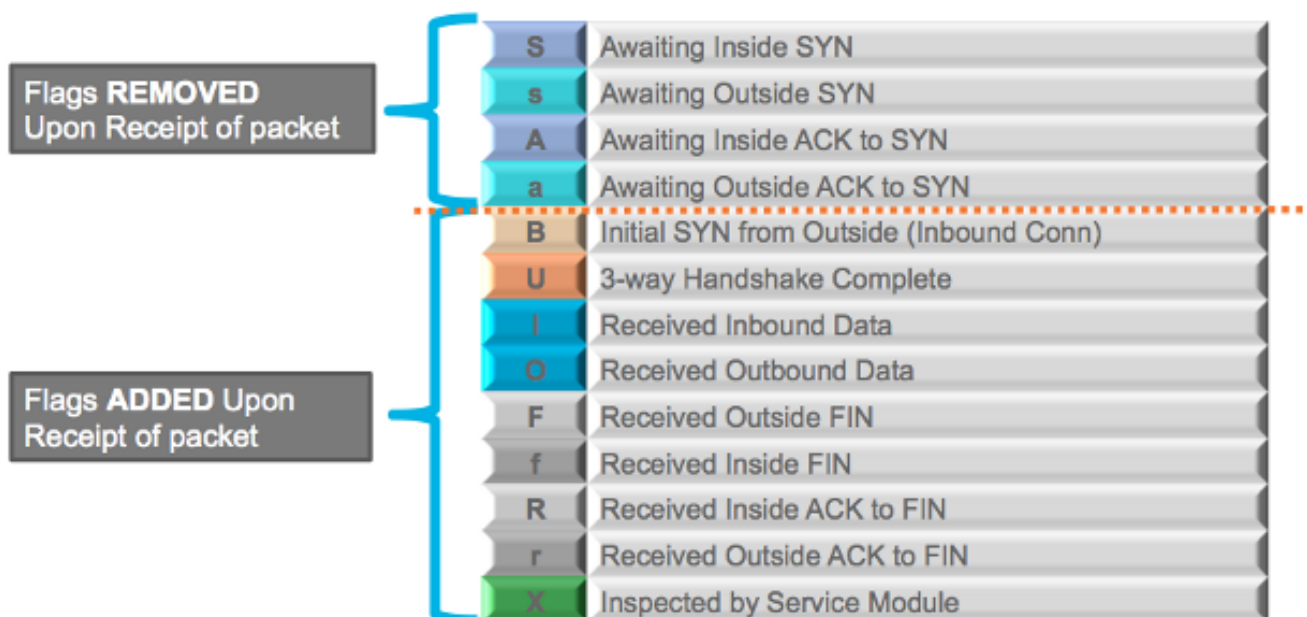 S Awaiting Inside SYN
s Awaiting Outside SYN
Flags REMOVED
Upon Receipt of packet
A Awaiting Inside ACK to SYN
a Awaiting Outside ACK to SYN
B Initial SYN from Outside (Inbound Conn)
U 3-way Handshake Complete
I Received Inbound Data
O Received Outbound Data
Flags ADDED Upon
Receipt of packet
F Received Outside FIN
f Received Inside FIN
R Received Inside ACK to FIN
r Received Outside ACK to FIN
X Inspected by Service Module